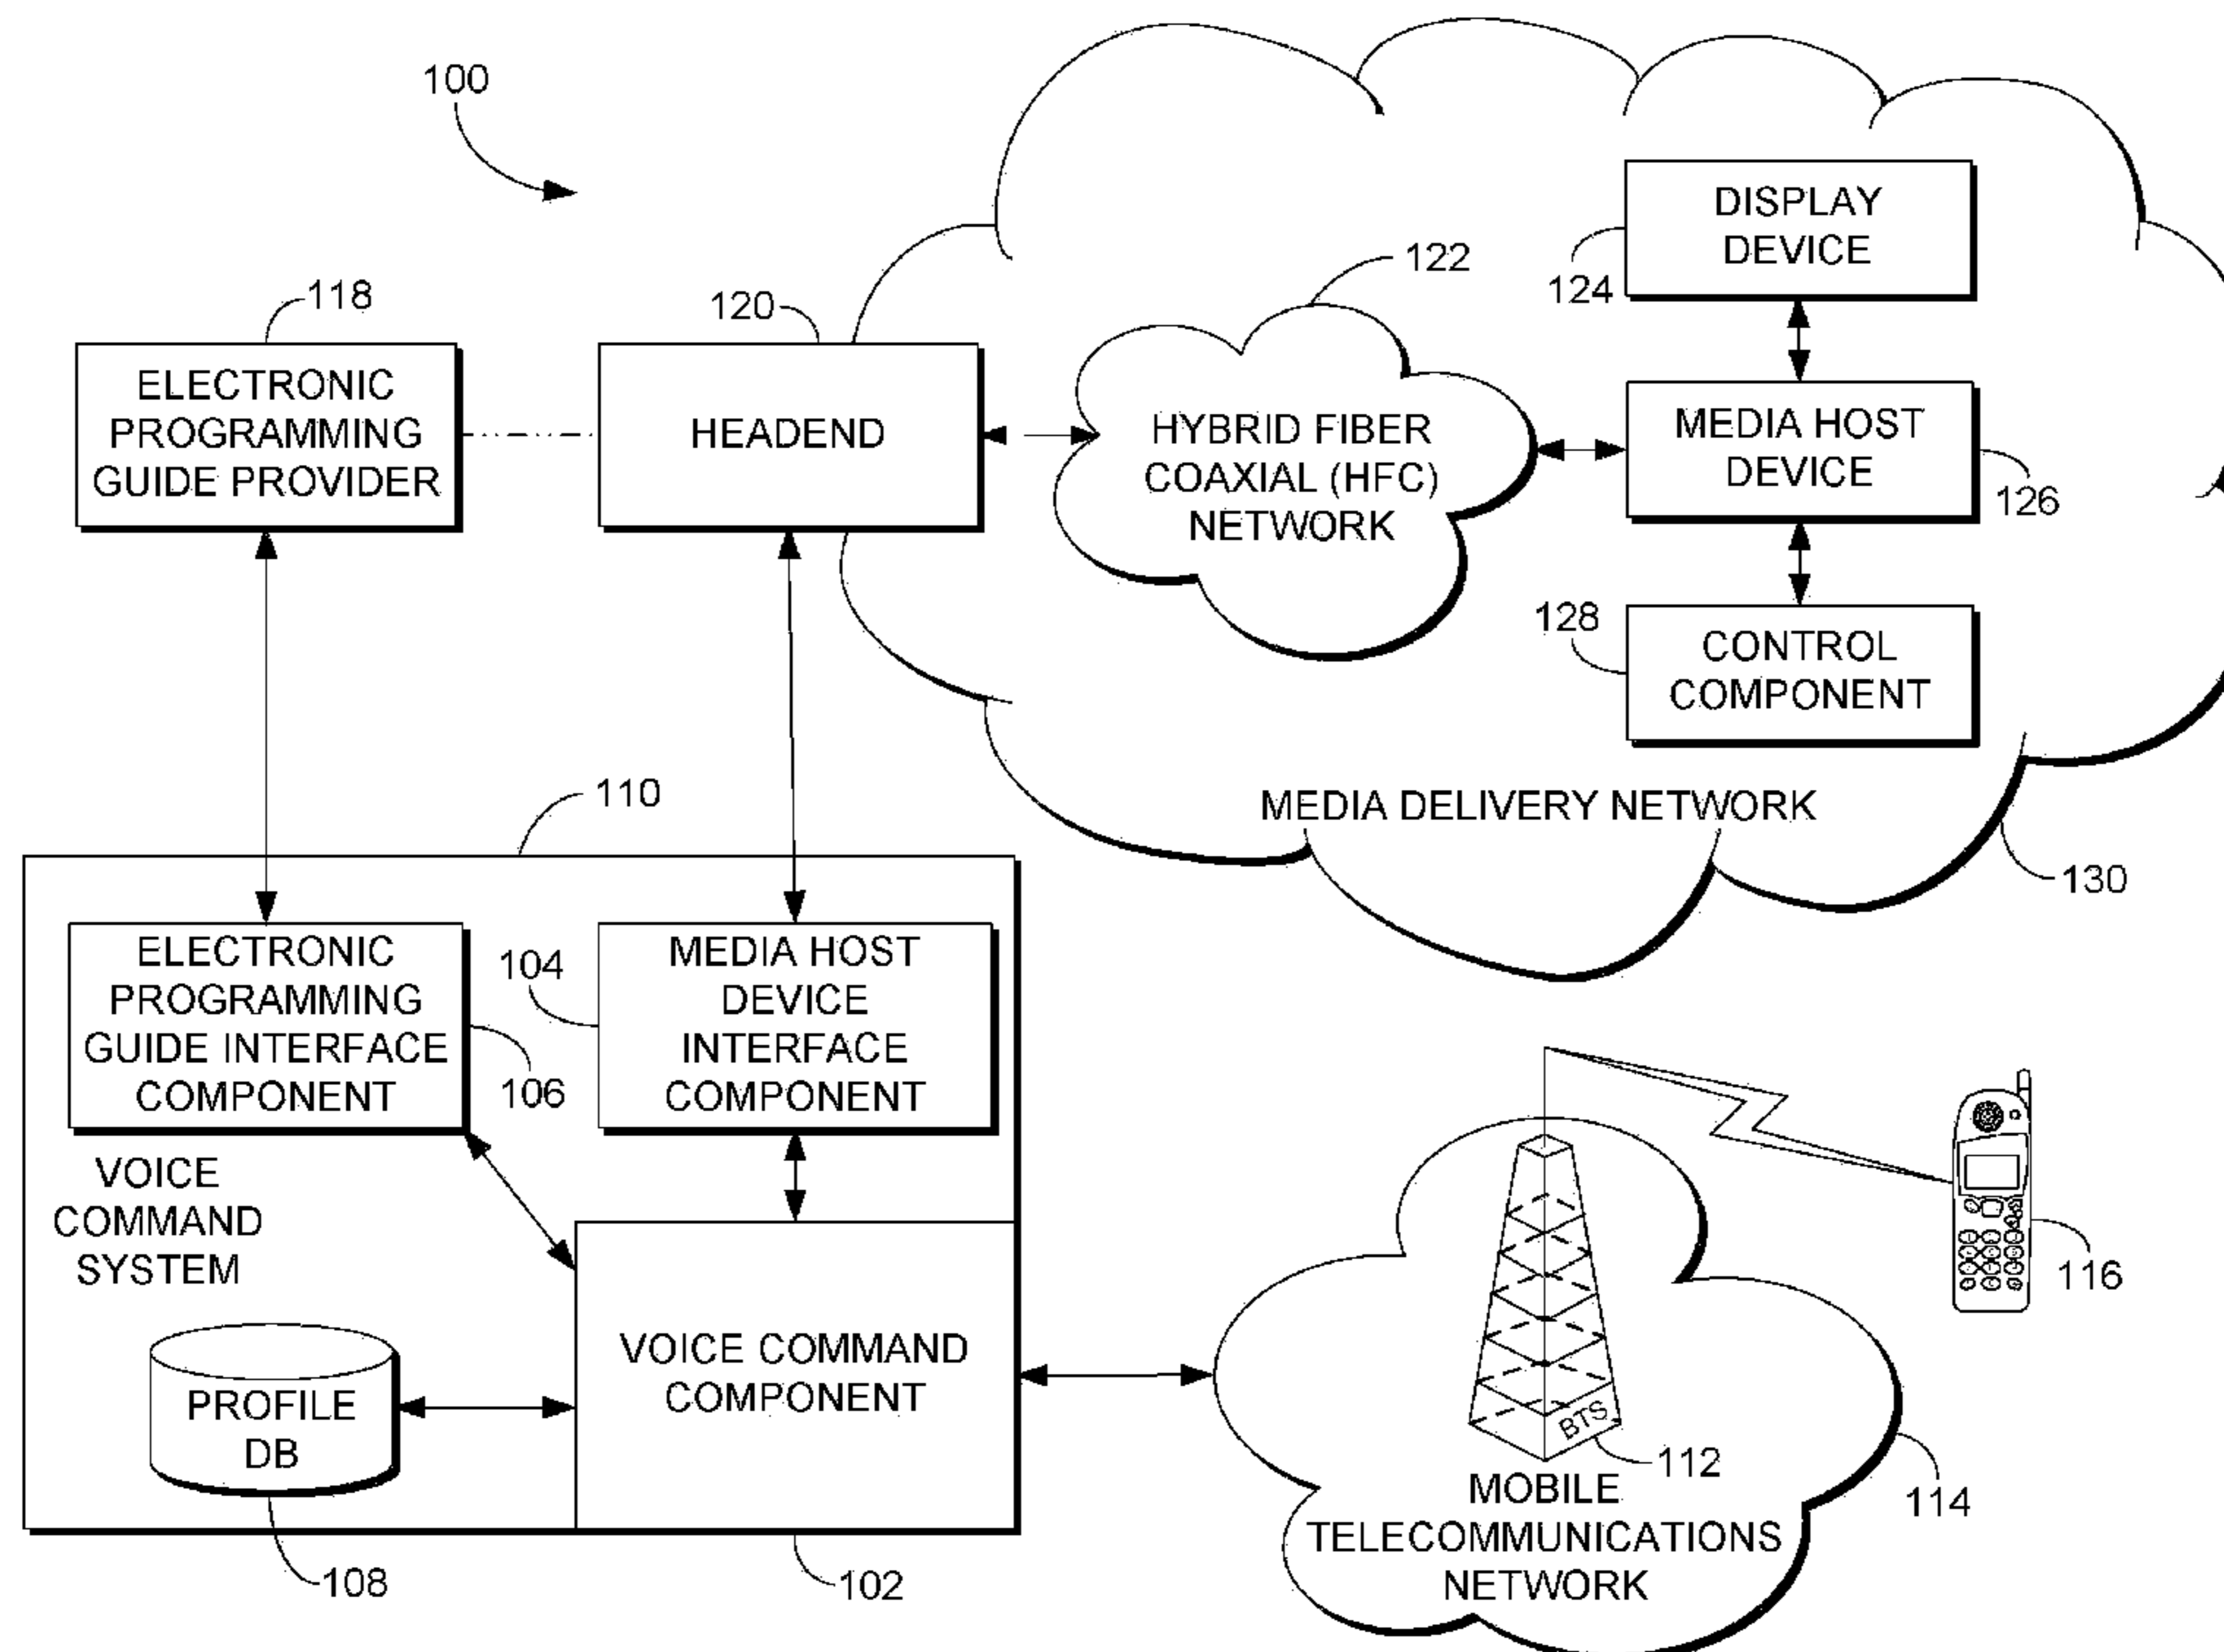 100
DISPLAY
DEVICE
124
122
118
120
ELECTRONIC
PROGRAMMING
GUIDE PROVIDER
HEADEND
HYBRID FIBER
COAXIAL (HFC)
NETWORK
MEDIA HOST
DEVICE
126
128
CONTROL
COMPONENT
MEDIA DELIVERY NETWORK
130
110
ELECTRONIC
PROGRAMMING
GUIDE INTERFACE
COMPONENT
106
104
MEDIA HOST
DEVICE
INTERFACE
COMPONENT
VOICE
COMMAND
SYSTEM
PROFILE
DB
108
VOICE COMMAND
COMPONENT
102
BTS
112
MOBILE
TELECOMMUNICATIONS
NETWORK
114
116